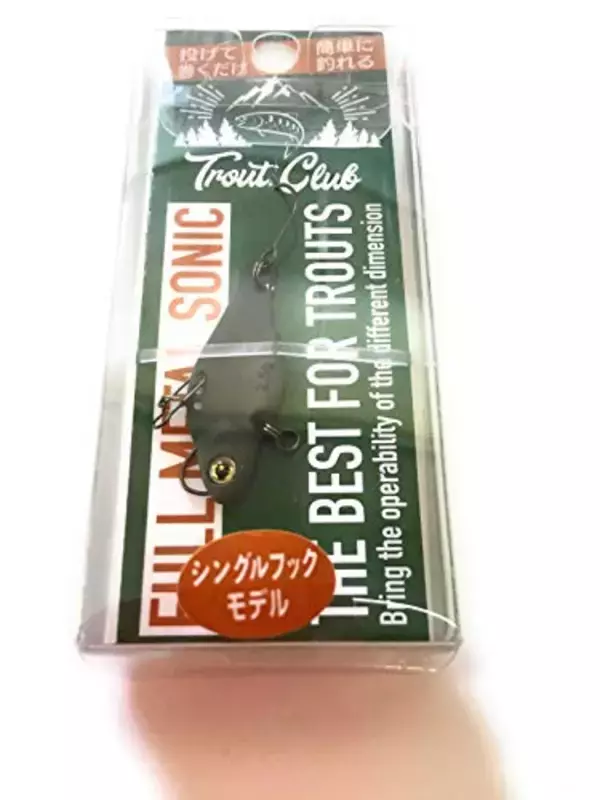 投げて
巻くだけ
簡単に
釣れる
Trout Club
FULL METAL SONIC
THE BEST FOR TROUTS
Bring the operability of the different dimension
シングルフック
モデル